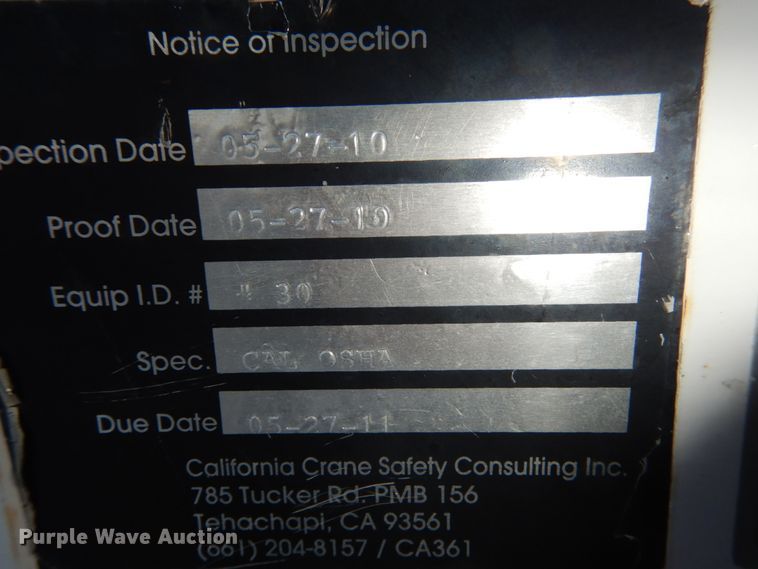 Notice of Inspection
pection Date 05-27-10
Proof Date 05-27-10
Equip I.D. # # 30
Spec. CAL OSHA
Due Date 05-27-11
California Crane Safety Consulting Inc.
785 Tucker Rd. PMB 156
Tehachapi, CA 93561
(661) 204-8157 / CA361
Purple Wave Auction